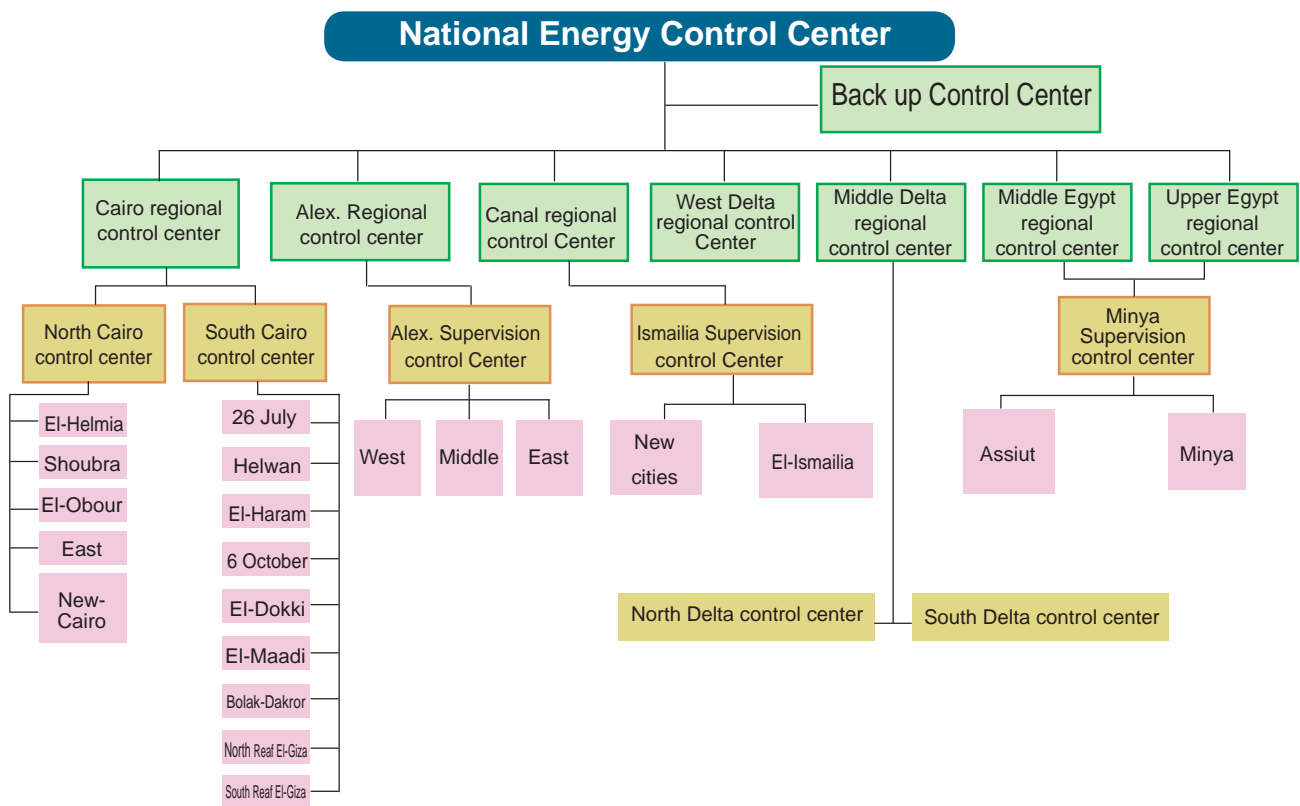 National Energy Control Center
Back up Control Center
Cairo regional
control center
Alex. Regional
control center
Canal regional
control Center
West Delta
regional control
Center
Middle Delta
regional
control center
Middle Egypt
regional
control center
Upper Egypt
regional
control center
North Cairo
control center
South Cairo
control center
Alex. Supervision
control Center
Ismailia Supervision
control Center
Minya
Supervision
control center
El-Helmia
Shoubra
El-Obour
East
New-
Cairo
26 July
Helwan
El-Haram
6 October
El-Dokki
El-Maadi
Bolak-Dakror
North Reaf El-Giza
South Reaf El-Giza
West
Middle
East
New
cities
El-Ismailia
Assiut
Minya
North Delta control center
South Delta control center